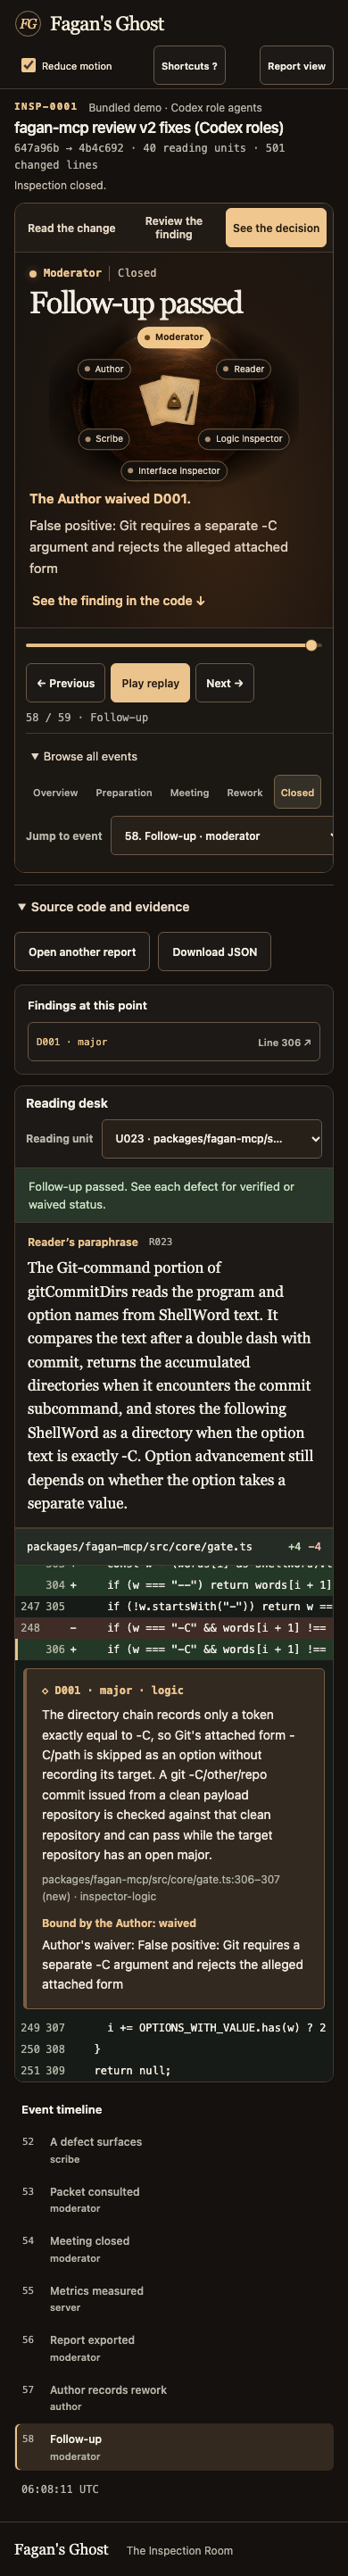 FG Fagan's Ghost
Reduce motion
Shortcuts ?
Report view
INSP-0001 Bundled demo · Codex role agents
fagan-mcp review v2 fixes (Codex roles)
647a96b → 4b4c692 · 40 reading units · 501
changed lines
Inspection closed.
Read the change
Review the
finding
See the decision
Moderator Closed
Follow-up passed
Moderator
Author
Reader
Scribe
Logic inspector
Interface inspector
The Author waived D001.
False positive: Git requires a separate -C
argument and rejects the alleged attached
form
See the finding in the code ↓
← Previous
Play replay
Next →
58 / 59 · Follow-up
▼ Browse all events
Overview
Preparation
Meeting
Rework
Closed
Jump to event
58. Follow-up · moderator
▼ Source code and evidence
Open another report
Download JSON
Findings at this point
D001 · major Line 306 ↗
Reading desk
Reading unit
U023 · packages/fagan-mcp/s...
Follow-up passed. See each defect for verified or
waived status.
Reader's paraphrase R023
The Git-command portion of
gitCommitDirs reads the program and
option names from ShellWord text. It
compares the text after a double dash with
commit, returns the accumulated
directories when it encounters the commit
subcommand, and stores the following
ShellWord as a directory when the option
text is exactly -C. Option advancement still
depends on whether the option takes a
separate value.
packages/fagan-mcp/src/core/gate.ts +4 −4
304 + if (w === "--") return words[i + 1]
247 305 if (!w.startsWith("-")) return w ==
248 − if (w === "-C" && words[i + 1] !==
306 + if (w === "-C" && words[i + 1] !==
◇ D001 · major · logic
The directory chain records only a token
exactly equal to -C, so Git's attached form -
C/path is skipped as an option without
recording its target. A git -C/other/repo
commit issued from a clean payload
repository is checked against that clean
repository and can pass while the target
repository has an open major.
packages/fagan-mcp/src/core/gate.ts:306–307
(new) · inspector-logic
Bound by the Author: waived
Author's waiver: False positive: Git requires a
separate -C argument and rejects the alleged
attached form
249 307 i += OPTIONS_WITH_VALUE.has(w) ? 2
250 308 }
251 309 return null;
Event timeline
52 A defect surfaces
scribe
53 Packet consulted
moderator
54 Meeting closed
moderator
55 Metrics measured
server
56 Report exported
moderator
57 Author records rework
author
58 Follow-up
moderator
06:08:11 UTC
Fagan's Ghost The Inspection Room